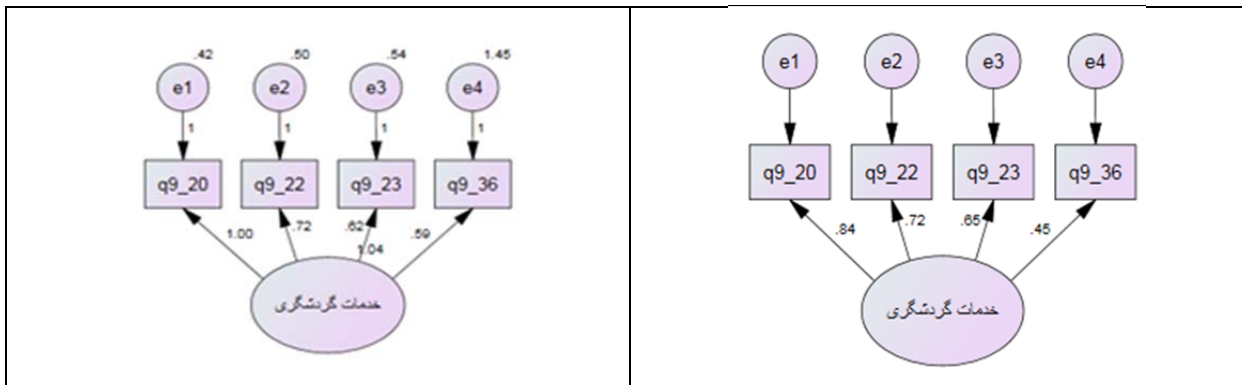 .42 .50 .54 1.45
e1 e2 e3 e4
1 1 1 1
q9_20 q9_22 q9_23 q9_36
1.00 .72 .62 .59
1.04
خدمات گردشگری
e1 e2 e3 e4
q9_20 q9_22 q9_23 q9_36
.84 .72 .65 .45
خدمات گردشگری